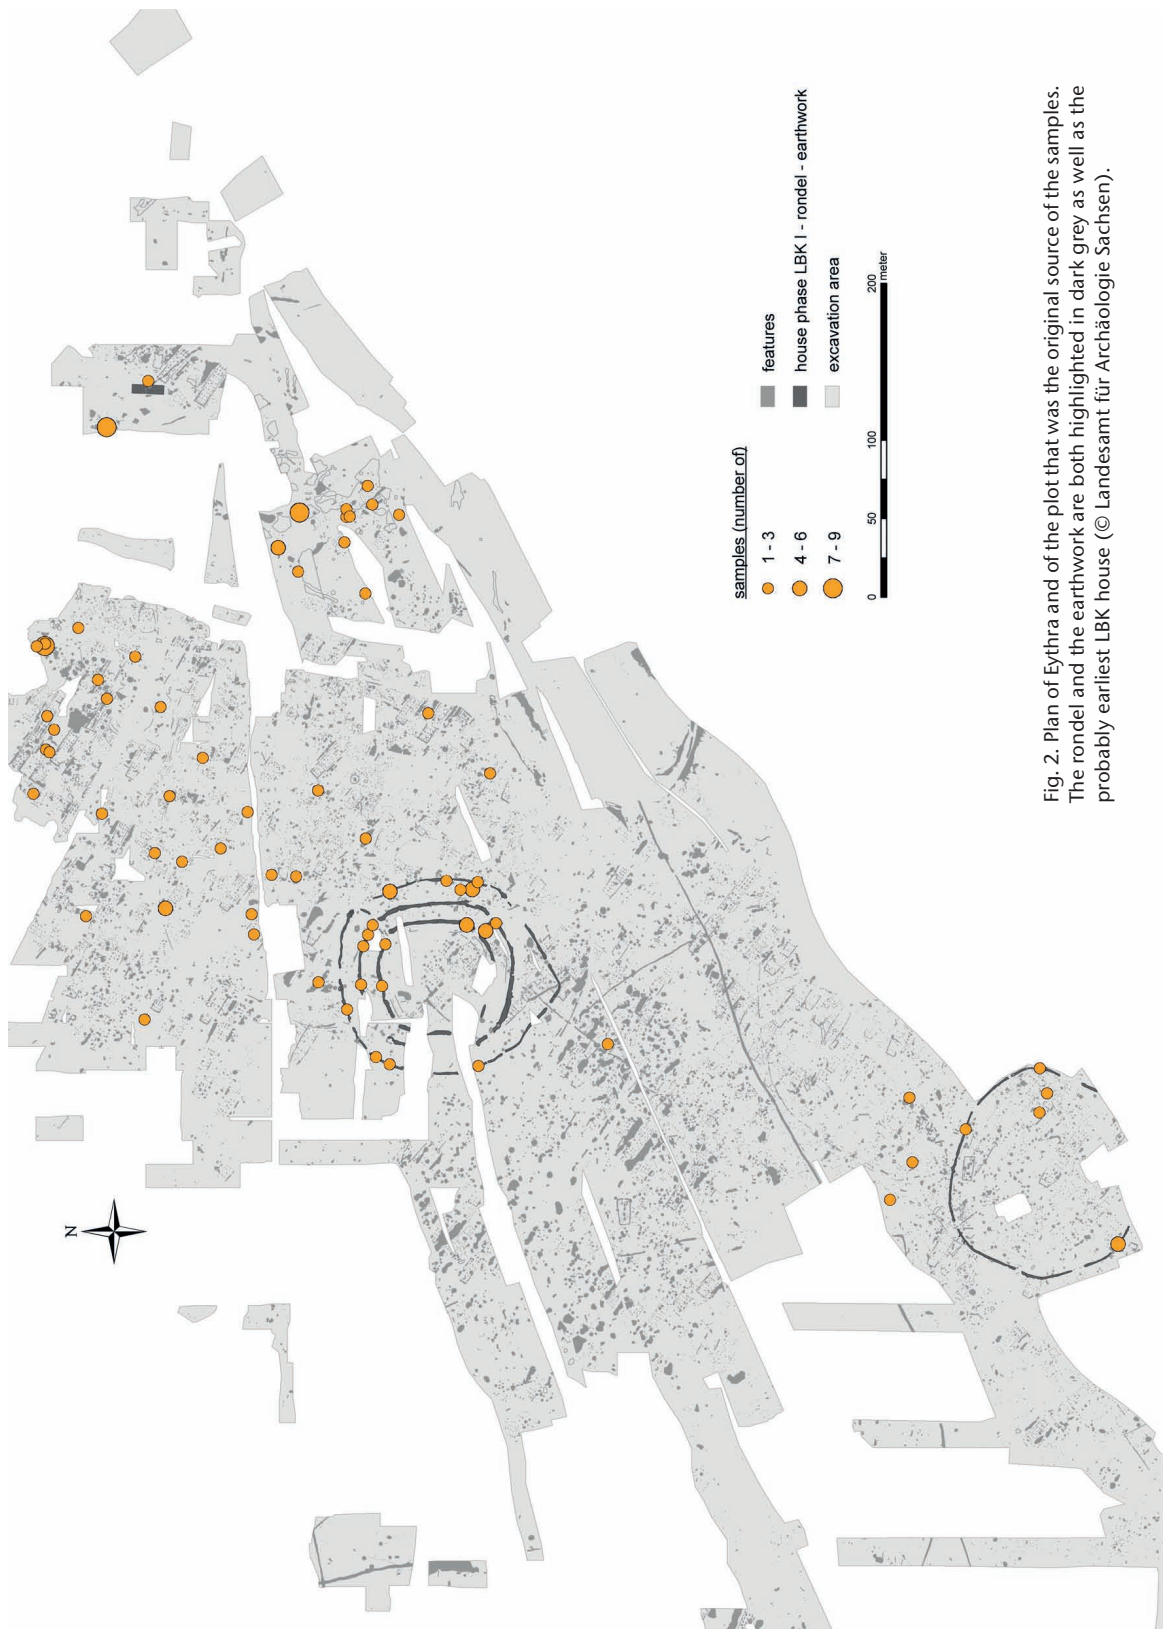 N
samples (number of)
1 - 3
4 - 6
7 - 9
features
house phase LBK I - rondel - earthwork
excavation area
0 50 100 200
meter
Fig. 2. Plan of Eythra and of the plot that was the original source of the samples.
The rondel and the earthwork are both highlighted in dark grey as well as the
probably earliest LBK house (© Landesamt für Archäologie Sachsen).